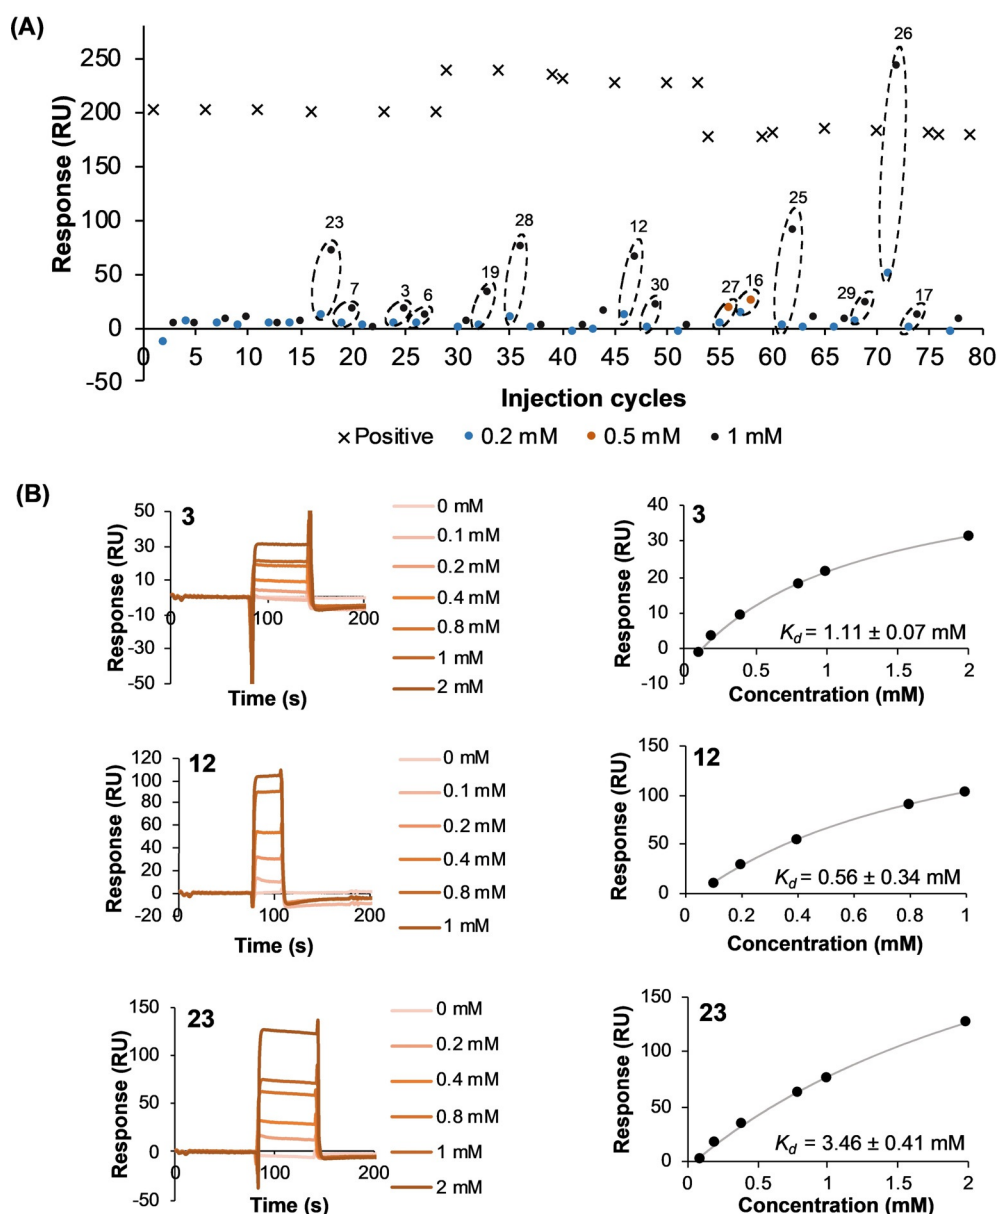 (A)
Response (RU)
250
200
150
100
50
0
-50
23
7
3
6
19
28
12
30
27
16
25
29
26
17
0 5 10 15 20 25 30 35 40 45 50 55 60 65 70 75 80
Injection cycles
×Positive • 0.2 mM • 0.5 mM • 1 mM
(B)
3
Response (RU)
50
30
10
-10
-30
-50
0 100 200
Time (s)
0 mM
0.1 mM
0.2 mM
0.4 mM
0.8 mM
1 mM
2 mM
3
Response (RU)
40
30
20
10
0
-10
0 0.5 1 1.5 2
Kd = 1.11 ± 0.07 mM
Concentration (mM)
12
Response (RU)
120
100
80
60
40
20
0
-20
0 100 200
Time (s)
0 mM
0.1 mM
0.2 mM
0.4 mM
0.8 mM
1 mM
12
Response (RU)
150
100
50
0
0 0.2 0.4 0.6 0.8 1
Kd = 0.56 ± 0.34 mM
Concentration (mM)
23
Response (RU)
150
100
50
0
-50
0 100 200
Time (s)
0 mM
0.2 mM
0.4 mM
0.8 mM
1 mM
2 mM
23
Response (RU)
150
100
50
0
0 0.5 1 1.5 2
Kd = 3.46 ± 0.41 mM
Concentration (mM)